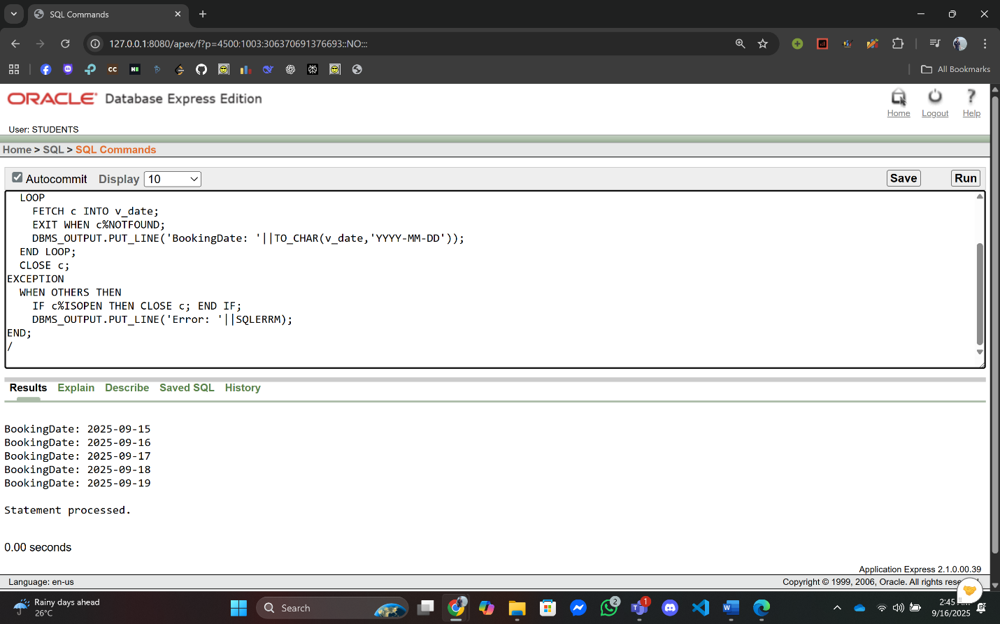 SQL Commands
127.0.0.1:8080/apex/f?p=4500:1003:306370691376693::NO:::
All Bookmarks
ORACLE Database Express Edition
Home Logout Help
User: STUDENTS
Home > SQL > SQL Commands
Autocommit Display 10 Save Run
LOOP
FETCH c INTO v_date;
EXIT WHEN c%NOTFOUND;
DBMS_OUTPUT.PUT_LINE('BookingDate: '||TO_CHAR(v_date,'YYYY-MM-DD'));
END LOOP;
CLOSE c;
EXCEPTION
WHEN OTHERS THEN
IF c%ISOPEN THEN CLOSE c; END IF;
DBMS_OUTPUT.PUT_LINE('Error: '||SQLERRM);
END;
/
Results Explain Describe Saved SQL History
BookingDate: 2025-09-15
BookingDate: 2025-09-16
BookingDate: 2025-09-17
BookingDate: 2025-09-18
BookingDate: 2025-09-19
Statement processed.
0.00 seconds
Application Express 2.1.0.00.39
Language: en-us Copyright © 1999, 2006, Oracle. All rights
Rainy days ahead
26°C
Search
2
1
2:45
9/16/2025